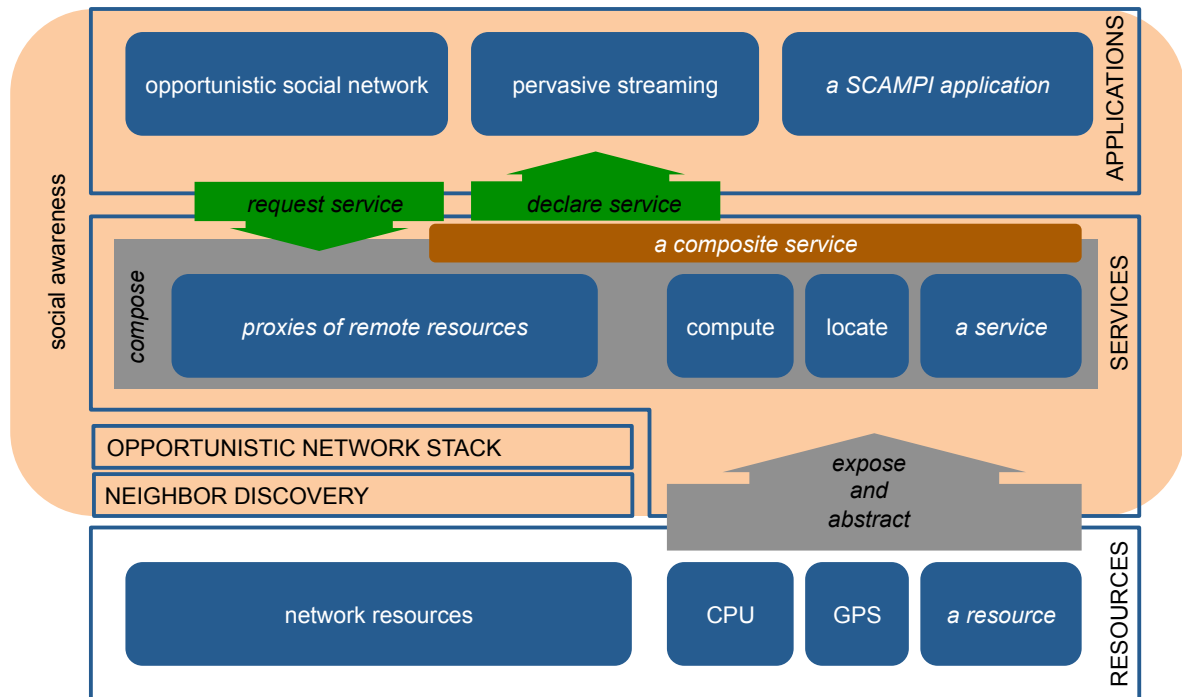 opportunistic social network
pervasive streaming
a SCAMPI application
APPLICATIONS
social awareness
request service
declare service
a composite service
compose
proxies of remote resources
compute
locate
a service
SERVICES
OPPORTUNISTIC NETWORK STACK
NEIGHBOR DISCOVERY
expose
and
abstract
network resources
CPU
GPS
a resource
RESOURCES